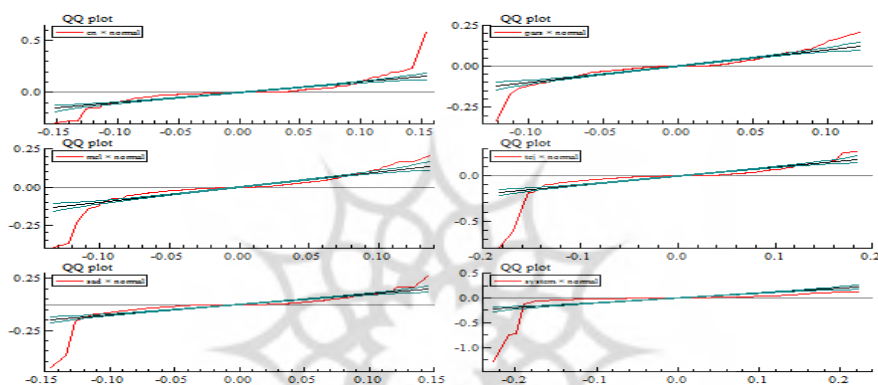 QQ plot
en × normal
0.5
0.0
-0.15 -0.10 -0.05 0.00 0.05 0.10 0.15
QQ plot
pars × normal
0.25
0.00
-0.25
-0.10 -0.05 0.00 0.05 0.10
QQ plot
mel × normal
0.25
0.00
-0.25
-0.10 -0.05 0.00 0.05 0.10
QQ plot
tej × normal
0.0
-0.5
-0.2 -0.1 0.0 0.1 0.2
QQ plot
sad × normal
0.25
-0.25
-0.15 -0.10 -0.05 0.00 0.05 0.10 0.15
QQ plot
system × normal
0.5
0.0
-0.5
-1.0
-0.2 -0.1 0.0 0.1 0.2